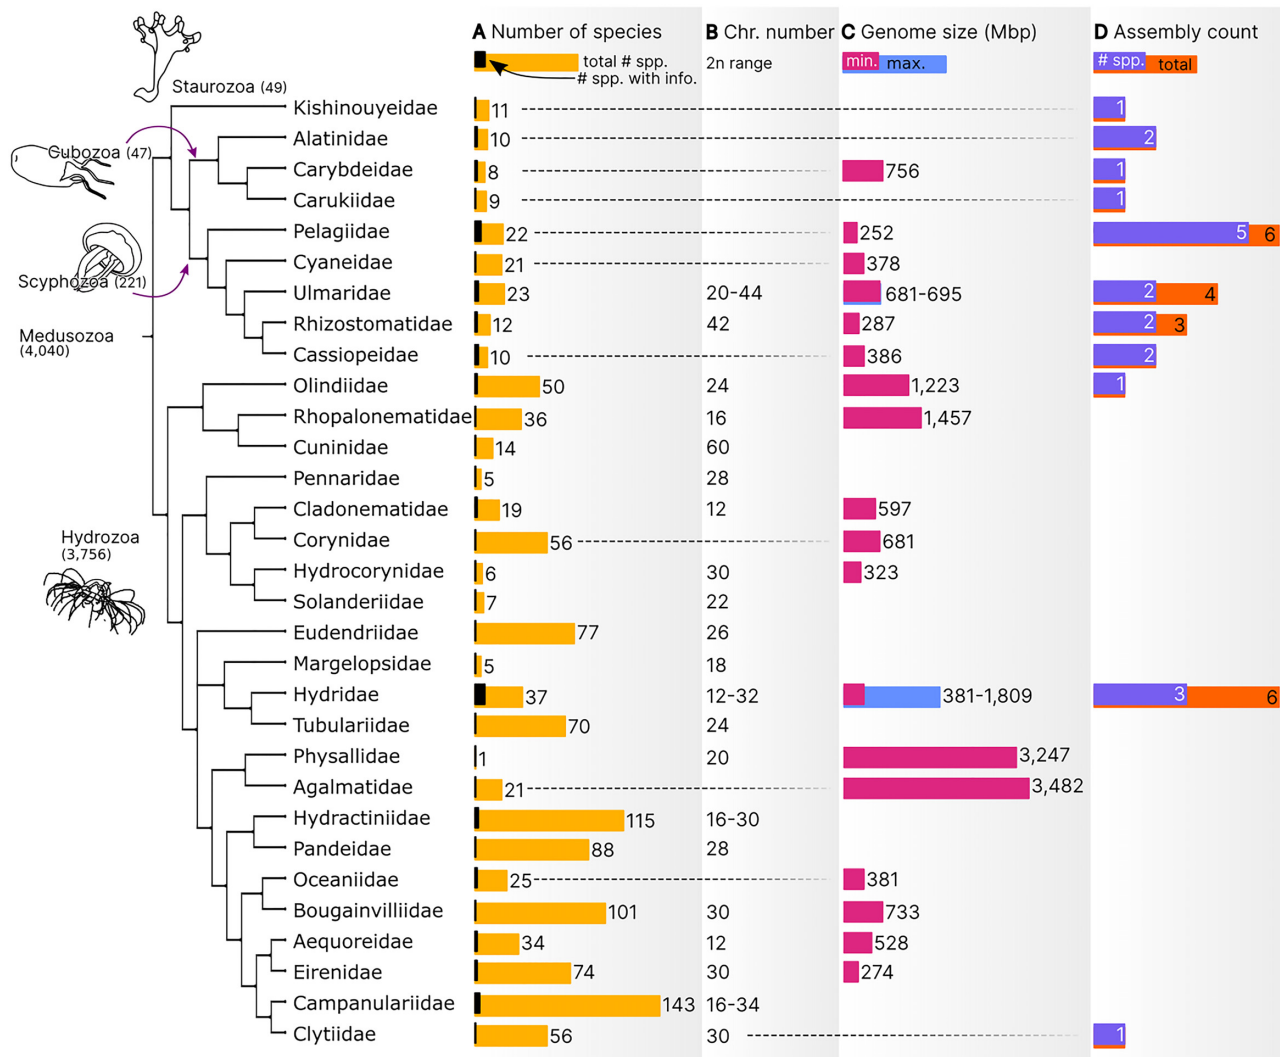 A Number of species B Chr. number C Genome size (Mbp) D Assembly count
total # spp. # spp. with info. 2n range min. max. # spp. total
Staurozoa (49)
Kishinouyeidae 11 1
Alatinidae 10 2
Cubozoa (47)
Carybdeidae 8 756 1
Carukiidae 9 1
Pelagiidae 22 252 5 6
Cyaneidae 21 378
Scyphozoa (221)
Ulmaridae 23 20-44 681-695 2 4
Rhizostomatidae 12 42 287 2 3
Medusozoa
(4,040)
Cassiopeidae 10 386 2
Olindiidae 50 24 1,223 1
Rhopalonematidae 36 16 1,457
Cuninidae 14 60
Pennaridae 5 28
Cladonematidae 19 12 597
Hydrozoa
(3,756)
Corynidae 56 681
Hydrocorynidae 6 30 323
Solanderiidae 7 22
Eudendriidae 77 26
Margelopsidae 5 18
Hydridae 37 12-32 381-1,809 3 6
Tubulariidae 70 24
Physallidae 1 20 3,247
Agalmatidae 21 3,482
Hydractiniidae 115 16-30
Pandeidae 88 28
Oceaniidae 25 381
Bougainvilliidae 101 30 733
Aequoreidae 34 12 528
Eirenidae 74 30 274
Campanulariidae 143 16-34
Clytiidae 56 30 1